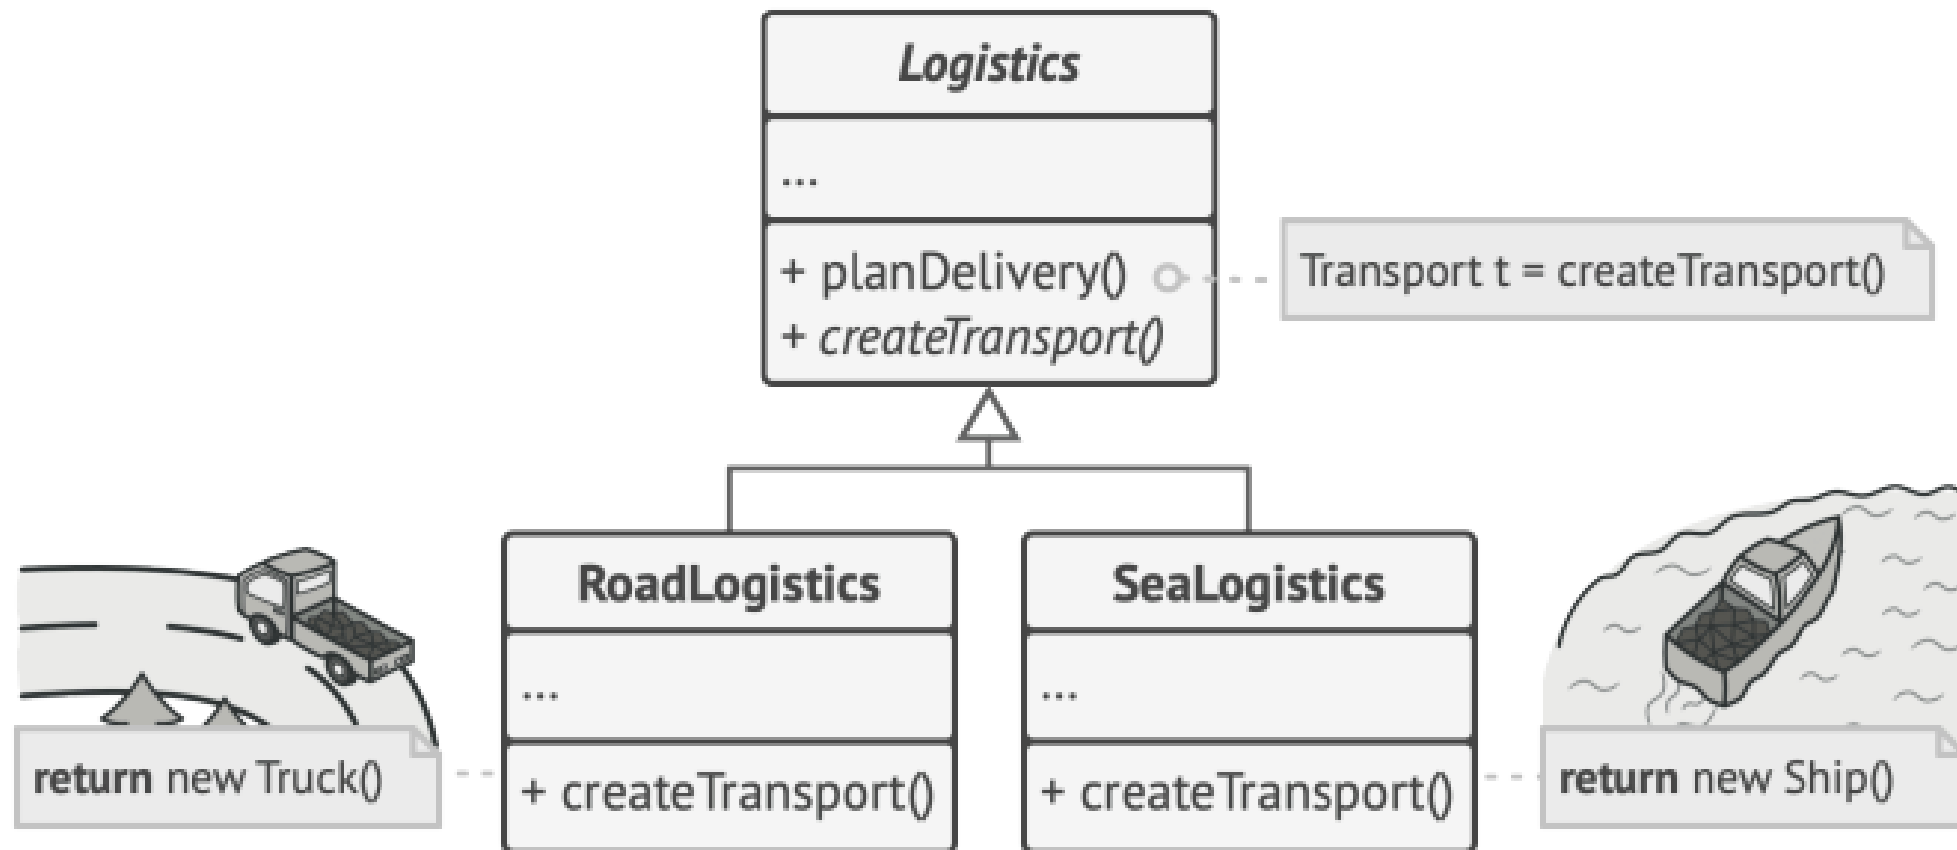 Logistics
...
+ planDelivery()
+ createTransport()
Transport t = createTransport()
RoadLogistics
...
+ createTransport()
SeaLogistics
...
+ createTransport()
return new Truck()
return new Ship()